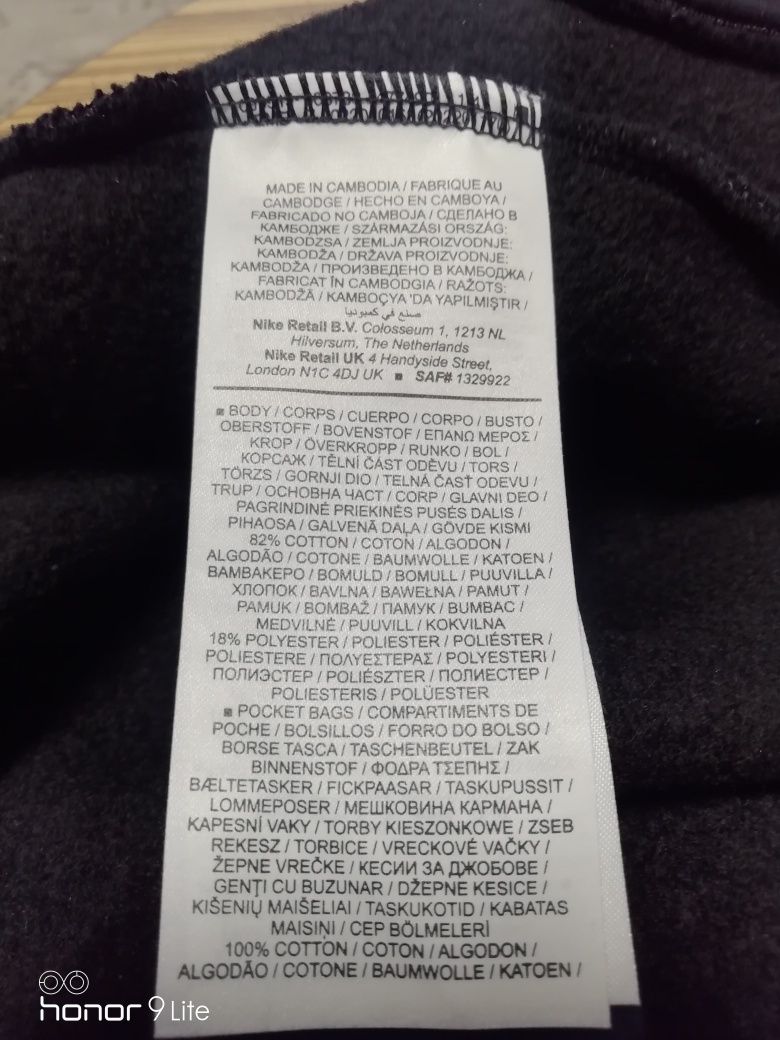 MADE IN CAMBODIA / FABRIQUE AU
CAMBODGE / HECHO EN CAMBOYA /
FABRICADO NO CAMBOJA / СДЕЛАНО В
КАМБОДЖЕ / SZÁRMAZÁSI ORSZÁG:
KAMBODZSA / ZEMLJA PROIZVODNJE:
KAMBODŽA / DRŽAVA PROIZVODNJE:
KAMBODŽA / ПРОИЗВЕДЕНО В КАМБОДЖА /
FABRICAT ÎN CAMBODGIA / RAŽOTS:
KAMBODŽĀ / KAMBOÇYA 'DA YAPILMIŞTIR /
صنع في كمبوديا
Nike Retail B.V. Colosseum 1, 1213 NL
Hilversum, The Netherlands
Nike Retail UK 4 Handyside Street,
London N1C 4DJ UK ■ SAF# 1329922
■ BODY / CORPS / CUERPO / CORPO / BUSTO /
OBERSTOFF / BOVENSTOF / ΕΠΑΝΩ ΜΕΡΟΣ /
KROP / ÖVERKROPP / RUNKO / BOL /
КОРСАЖ / TĚLNÍ ČÁST ODĚVU / TORS /
TÖRZS / GORNJI DIO / TELNÁ ČASŤ ODEVU /
TRUP / ОСНОВНА ЧАСТ / CORP / GLAVNI DEO /
PAGRINDINĖ PRIEKINĖS PUSĖS DALIS /
PIHAOSA / GALVENĀ DAĻA / GÖVDE KISMI
82% COTTON / COTON / ALGODON /
ALGODÃO / COTONE / BAUMWOLLE / KATOEN /
ΒΑΜΒΑΚΕΡΟ / BOMULD / BOMULL / PUUVILLA /
ХЛОПОК / BAVLNA / BAWEŁNA / PAMUT /
PAMUK / BOMBAŽ / ПАМУК / BUMBAC /
MEDVILNĖ / PUUVILL / KOKVILNA
18% POLYESTER / POLIESTER / POLIÉSTER /
POLIESTERE / ΠΟΛΥΕΣΤΕΡΑΣ / POLYESTERI /
ПОЛИЭСТЕР / POLIÉSZTER / ПОЛИЕСТЕР /
POLIESTERIS / POLÜESTER
■ POCKET BAGS / COMPARTIMENTS DE
POCHE / BOLSILLOS / FORRO DO BOLSO /
BORSE TASCA / TASCHENBEUTEL / ZAK
BINNENSTOF / ΦΟΔΡΑ ΤΣΕΠΗΣ /
BÆLTETASKER / FICKPAASAR / TASKUPUSSIT /
LOMMEPOSER / МЕШКОВИНА КАРМАНА /
KAPESNÍ VAKY / TORBY KIESZONKOWE / ZSEB
REKESZ / TORBICE / VRECKOVÉ VAČKY /
ŽEPNE VREČKE / КЕСИИ ЗА ДЖОБОВЕ /
GENŢI CU BUZUNAR / DŽEPNE KESICE /
KIŠENIŲ MAIŠELIAI / TASKUKOTID / KABATAS
MAISIŅI / CEP BÖLMELERİ
100% COTTON / COTON / ALGODON /
ALGODÃO / COTONE / BAUMWOLLE / KATOEN /
honor 9 Lite